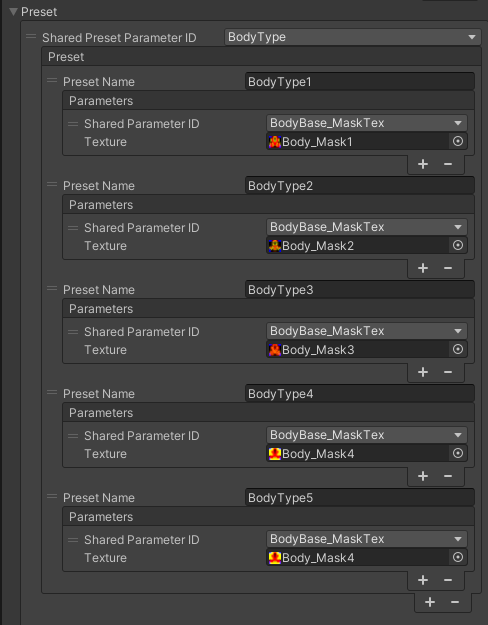 Preset
Shared Preset Parameter ID BodyType
Preset
Preset Name BodyType1
Parameters
Shared Parameter ID BodyBase_MaskTex
Texture Body_Mask1
+ −
Preset Name BodyType2
Parameters
Shared Parameter ID BodyBase_MaskTex
Texture Body_Mask2
+ −
Preset Name BodyType3
Parameters
Shared Parameter ID BodyBase_MaskTex
Texture Body_Mask3
+ −
Preset Name BodyType4
Parameters
Shared Parameter ID BodyBase_MaskTex
Texture Body_Mask4
+ −
Preset Name BodyType5
Parameters
Shared Parameter ID BodyBase_MaskTex
Texture Body_Mask4
+ −
+ −